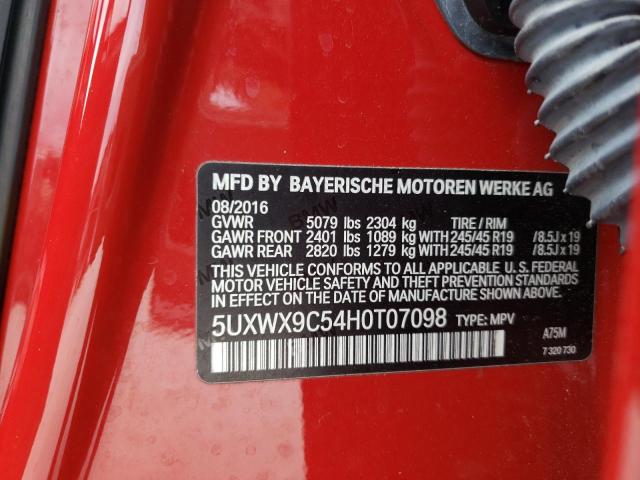 MFD BY BAYERISCHE MOTOREN WERKE AG
08/2016
GVWR 5079 lbs 2304 kg TIRE / RIM
GAWR FRONT 2401 lbs 1089 kg WITH 245/45 R19 /8.5J x 19
GAWR REAR 2820 lbs 1279 kg WITH 245/45 R19 /8.5J x 19
THIS VEHICLE CONFORMS TO ALL APPLICABLE U. S. FEDERAL
MOTOR VEHICLE SAFETY AND THEFT PREVENTION STANDARDS
IN EFFECT ON THE DATE OF MANUFACTURE SHOWN ABOVE.
5UXWX9C54H0T07098 TYPE: MPV
A75M
7 320 730